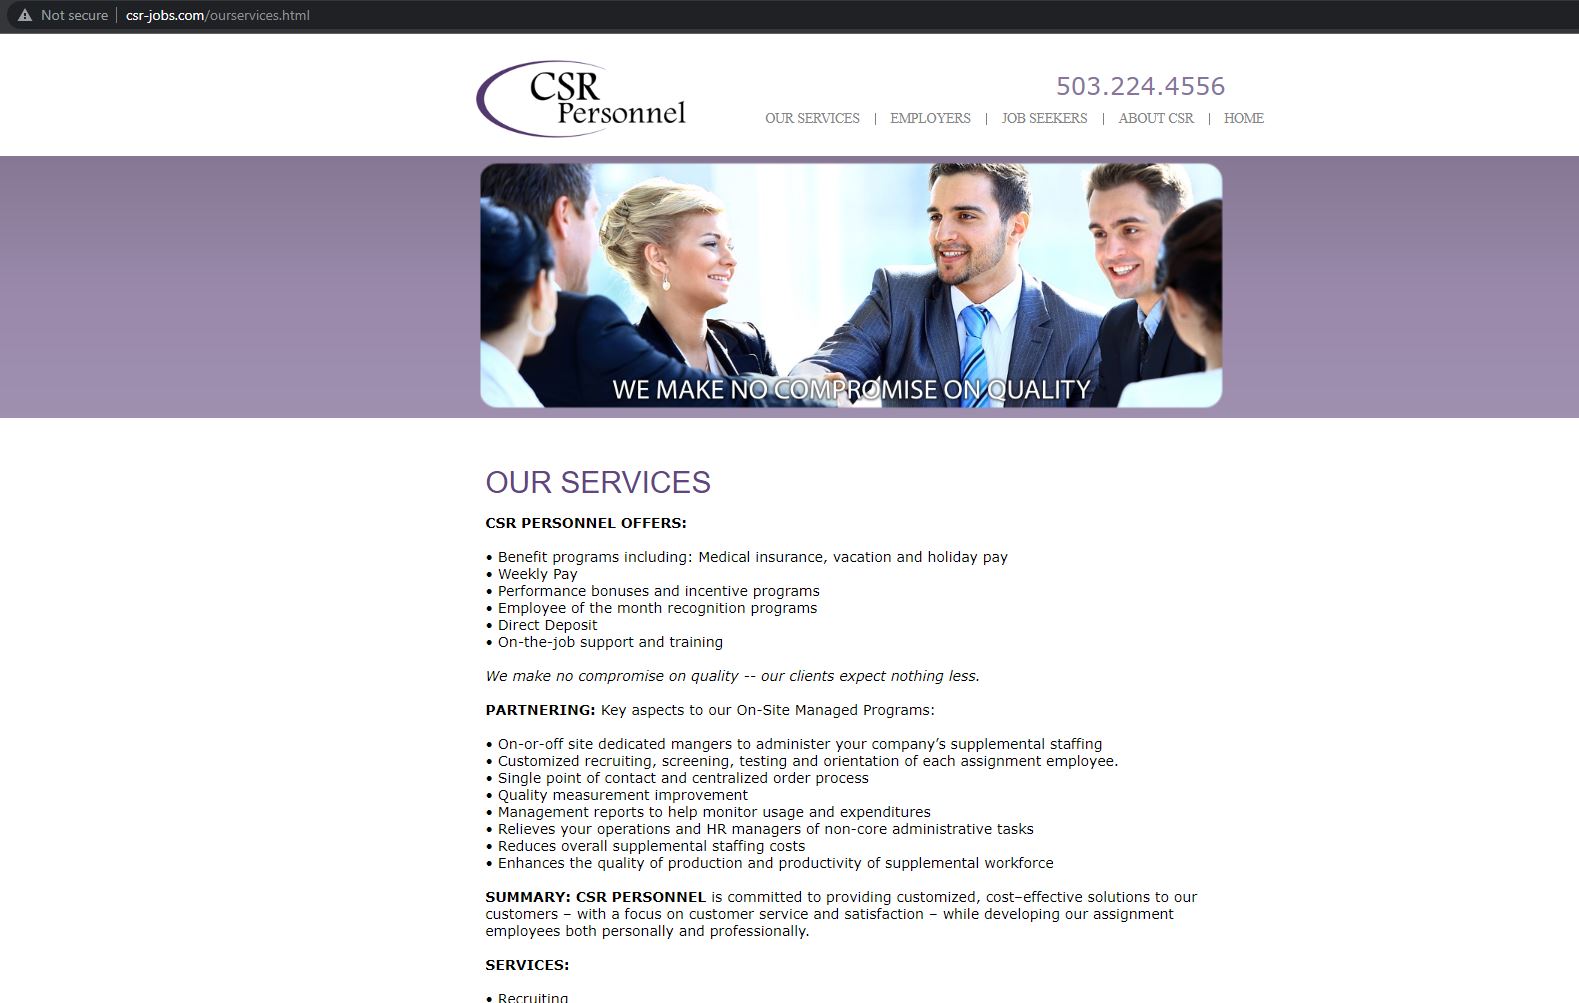 Not secure | csr-jobs.com/ourservices.html
CSR
Personnel
503.224.4556
OUR SERVICES | EMPLOYERS | JOB SEEKERS | ABOUT CSR | HOME
WE MAKE NO COMPROMISE ON QUALITY
OUR SERVICES
CSR PERSONNEL OFFERS:
• Benefit programs including: Medical insurance, vacation and holiday pay
• Weekly Pay
• Performance bonuses and incentive programs
• Employee of the month recognition programs
• Direct Deposit
• On-the-job support and training
We make no compromise on quality -- our clients expect nothing less.
PARTNERING: Key aspects to our On-Site Managed Programs:
• On-or-off site dedicated mangers to administer your company’s supplemental staffing
• Customized recruiting, screening, testing and orientation of each assignment employee.
• Single point of contact and centralized order process
• Quality measurement improvement
• Management reports to help monitor usage and expenditures
• Relieves your operations and HR managers of non-core administrative tasks
• Reduces overall supplemental staffing costs
• Enhances the quality of production and productivity of supplemental workforce
SUMMARY: CSR PERSONNEL is committed to providing customized, cost–effective solutions to our
customers – with a focus on customer service and satisfaction – while developing our assignment
employees both personally and professionally.
SERVICES:
• Recruiting